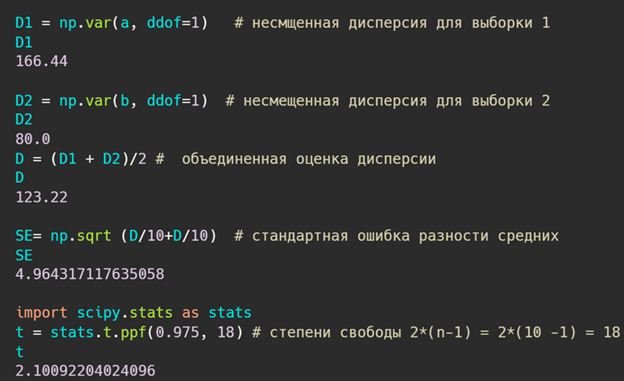 D1 = np.var(a, ddof=1)   # несмщенная дисперсия для выборки 1
D1
166.44
D2 = np.var(b, ddof=1)  # несмещенная дисперсия для выборки 2
D2
80.0
D = (D1 + D2)/2 #  объединенная оценка дисперсии
D
123.22
SE= np.sqrt (D/10+D/10)  # стандартная ошибка разности средних
SE
4.964317117635058
import scipy.stats as stats
t = stats.t.ppf(0.975, 18) # степени свободы 2*(n-1) = 2*(10 -1) = 18
t
2.10092204024096